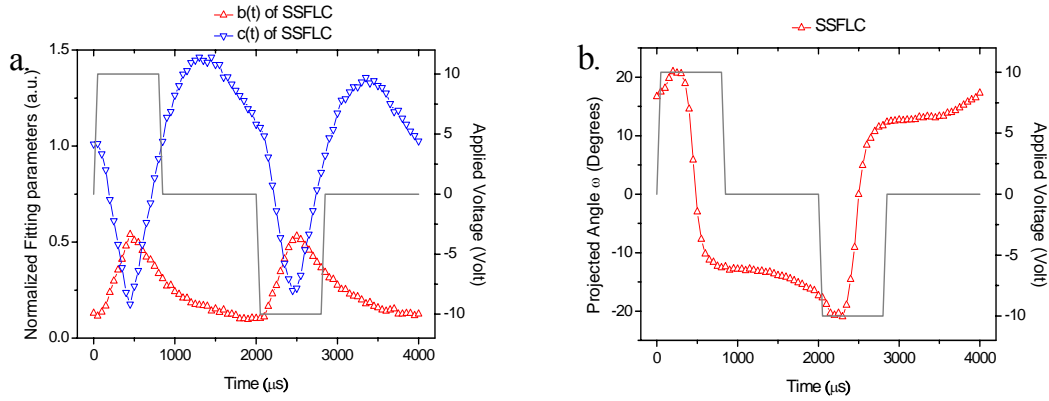 b(t) of SSFLC
c(t) of SSFLC
a.
1.5
1.0
0.5
0.0
Normalized Fitting parameters (a.u.)
10
5
0
-5
-10
Applied Voltage (Volt)
0
1000
2000
3000
4000
Time (μs)
SSFLC
b.
20
10
0
-10
-20
Projected Angle ω (Degrees)
10
5
0
-5
-10
Applied Voltage (Volt)
0
1000
2000
3000
4000
Time (μs)